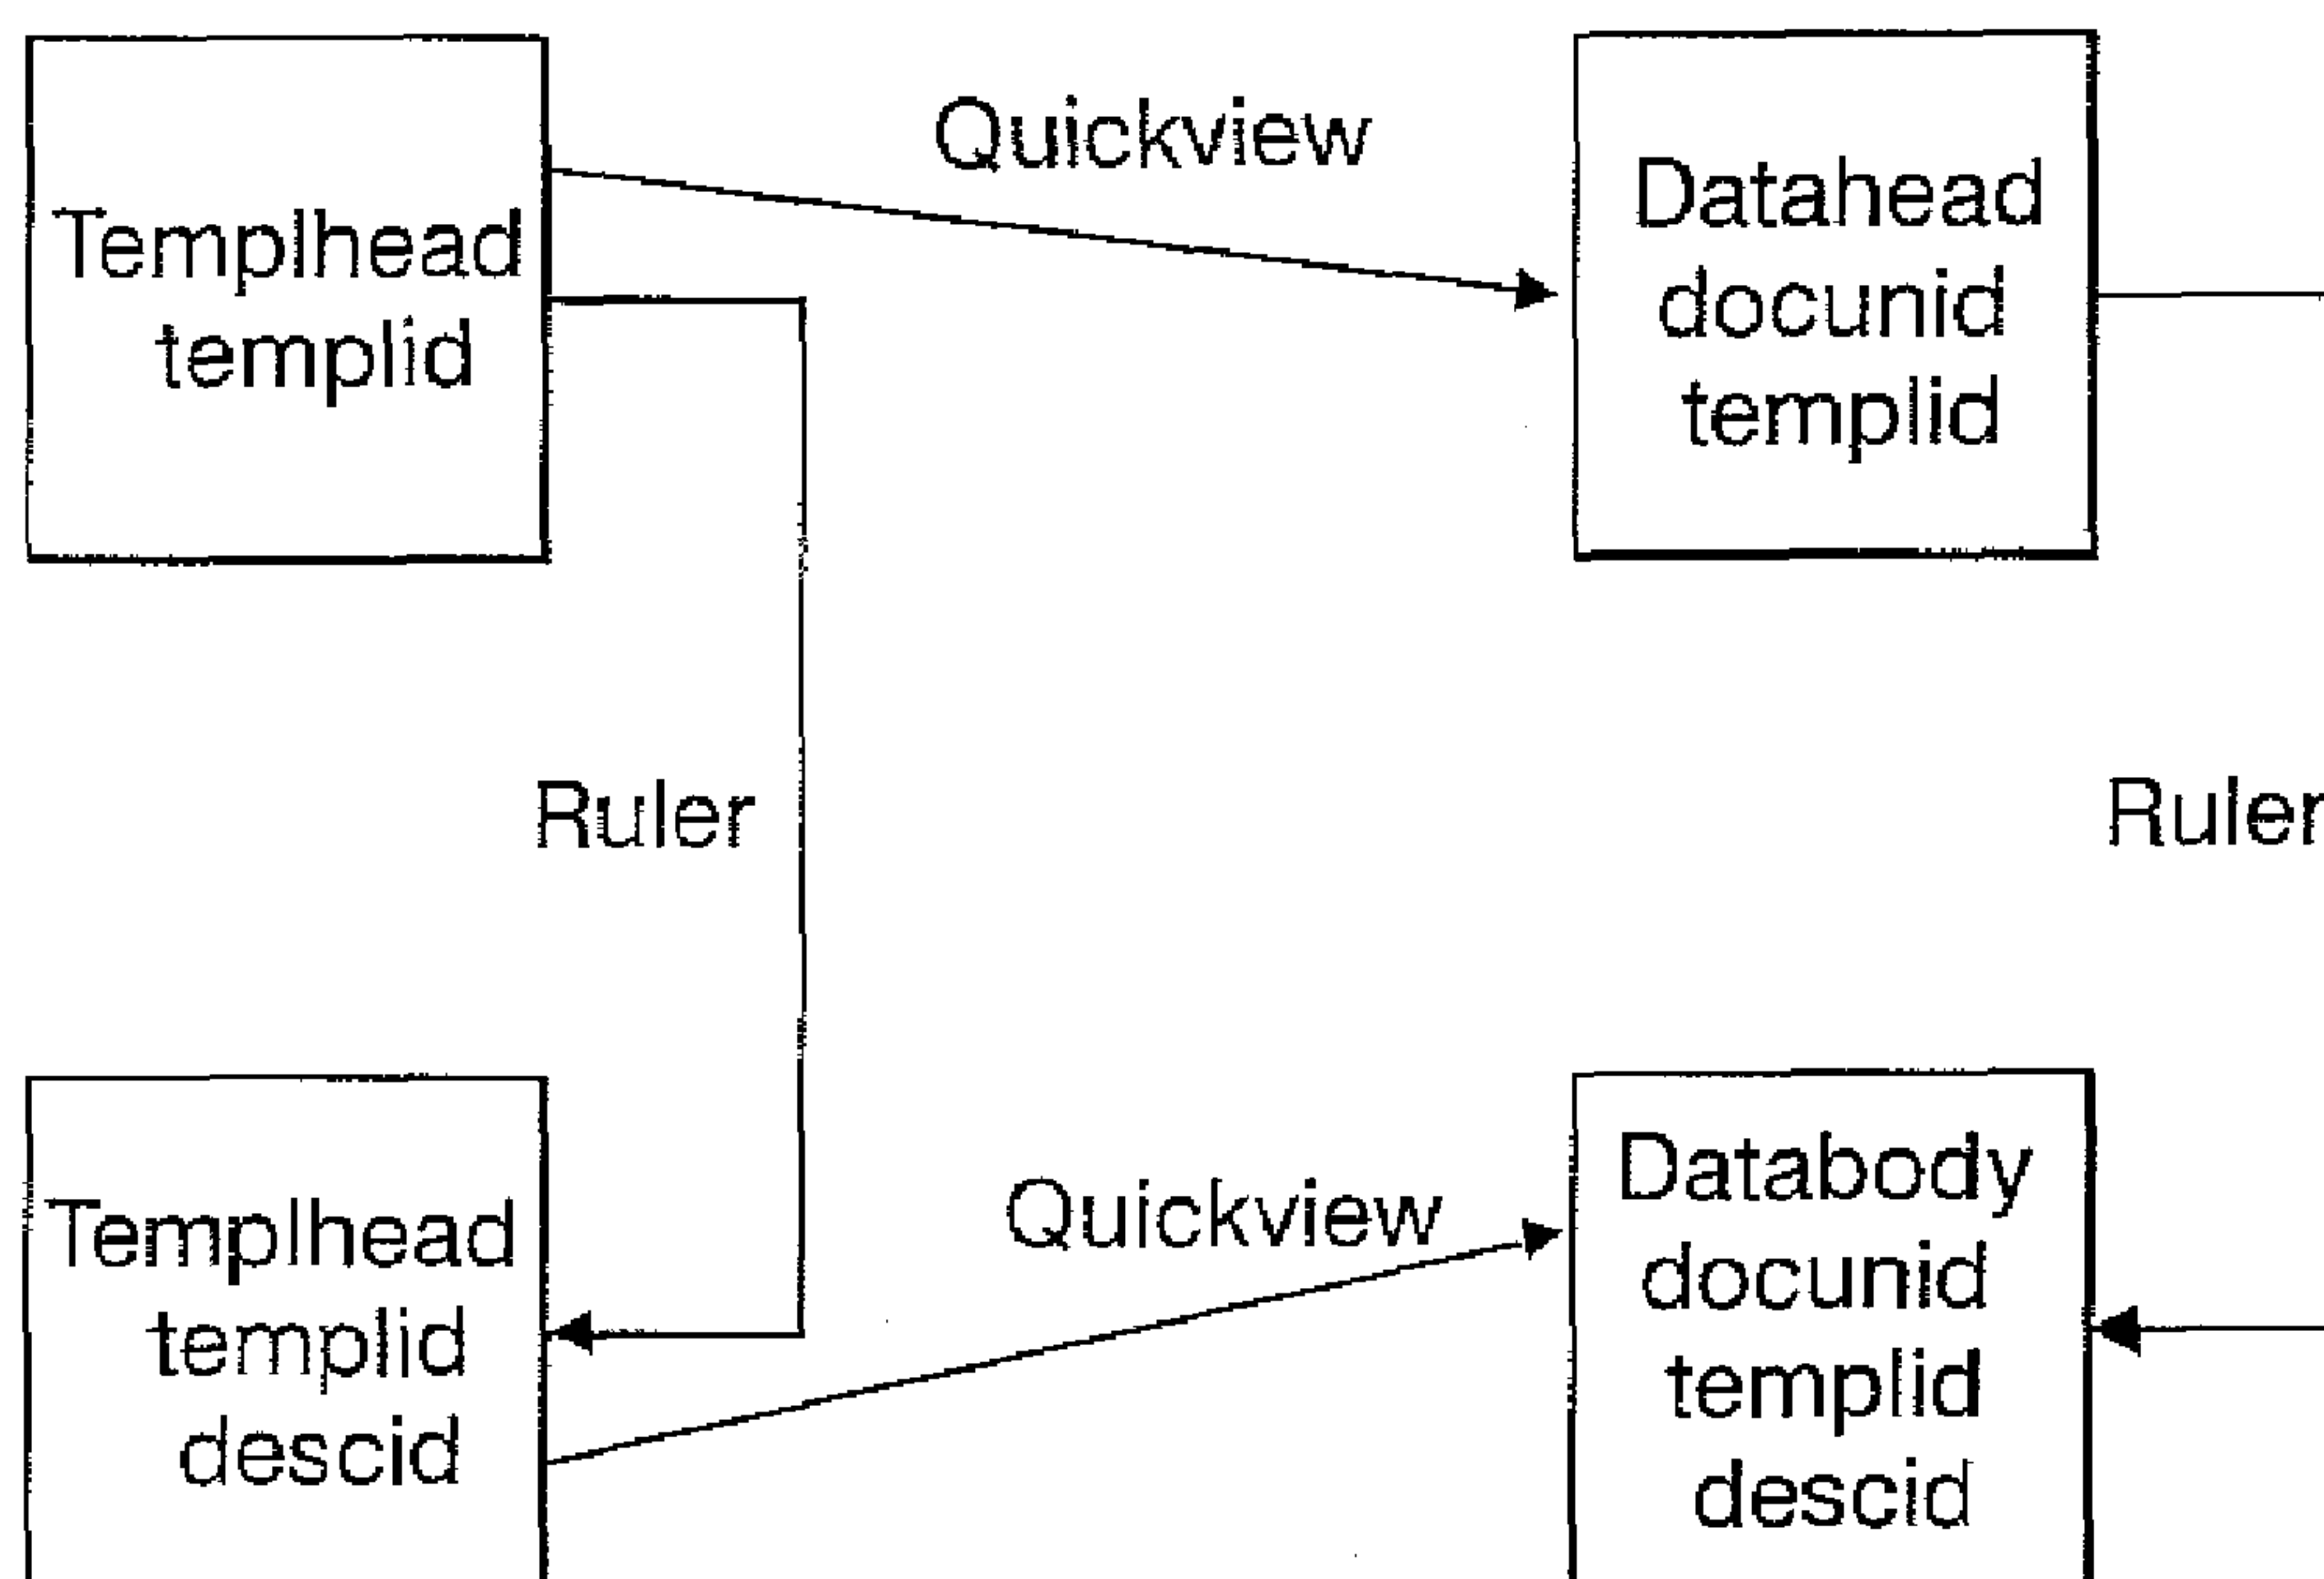 Templhead
templid
Quickview
Datahead
docunid
templid
Ruler
Ruler
Templhead
templid
descid
Quickview
Databody
docunid
templid
descid